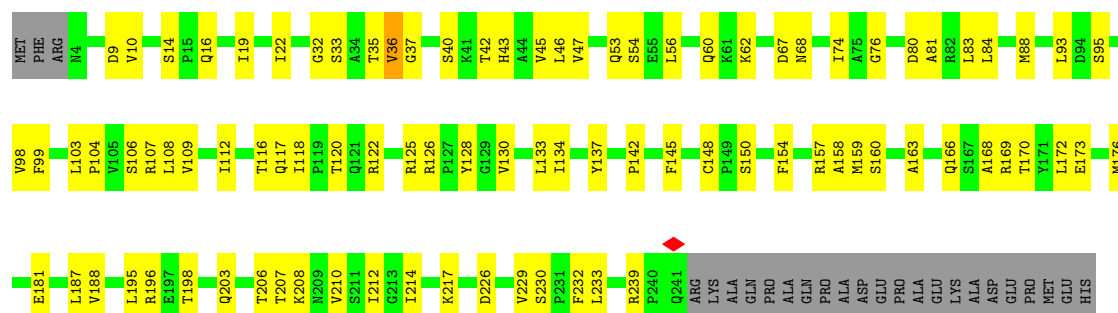 MET PHE ARG N4 D9 V10 S14 P15 Q16 I19 I22 G32 S33 A34 T35 V36 G37 S40 K41 T42 H43 A44 V45 L46 V47 Q53 S54 E55 L56 Q60 K61 K62 D67 N68 I74 A75 G76 D80 A81 R82 L83 L84 M88 L93 D94 S95
V98 F99 L103 P104 V105 S106 R107 L108 V109 I112 T116 Q117 I118 P119 T120 Q121 R122 R125 R126 P127 Y128 G129 V130 L133 I134 Y137 P142 F145 C148 P149 S150 F154 R157 A158 M159 S160 A163 Q166 S167 A168 R169 T170 Y171 L172 E173 M176
E181 L187 V188 L195 R196 E197 T198 Q203 T206 T207 K208 N209 V210 S211 I212 G213 I214 K217 D226 V229 S230 P231 F232 L233 R239 P240 Q241 ARG LYS ALA GLN PRO ALA GLN PRO ALA ASP GLU PRO ALA GLU LYS ALA ASP GLU PRO MET GLU HIS